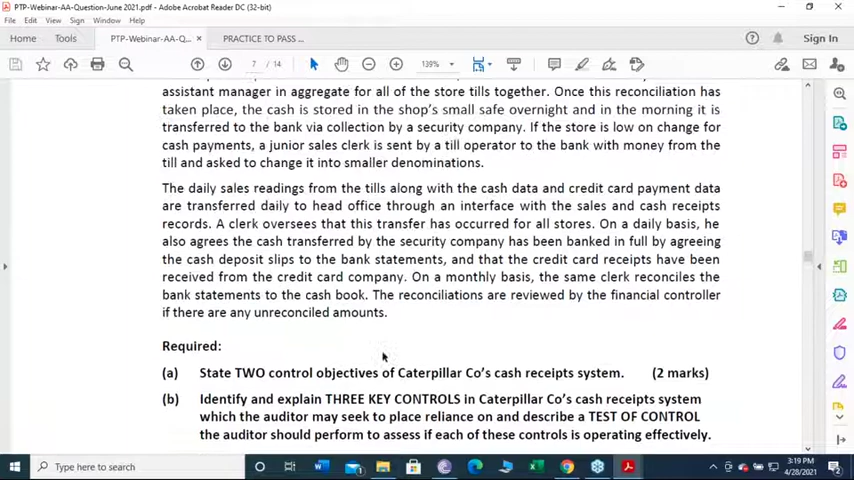 PTP-Webinar-AA-Question-June 2021.pdf - Adobe Acrobat Reader DC (32-bit)
File Edit View Sign Window Help
Home Tools PTP-Webinar-AA-Q... × PRACTICE TO PASS ... Sign In
7 / 14 139%
assistant manager in aggregate for all of the store tills together. Once this reconciliation has
taken place, the cash is stored in the shop's small safe overnight and in the morning it is
transferred to the bank via collection by a security company. If the store is low on change for
cash payments, a junior sales clerk is sent by a till operator to the bank with money from the
till and asked to change it into smaller denominations.
The daily sales readings from the tills along with the cash data and credit card payment data
are transferred daily to head office through an interface with the sales and cash receipts
records. A clerk oversees that this transfer has occurred for all stores. On a daily basis, he
also agrees the cash transferred by the security company has been banked in full by agreeing
the cash deposit slips to the bank statements, and that the credit card receipts have been
received from the credit card company. On a monthly basis, the same clerk reconciles the
bank statements to the cash book. The reconciliations are reviewed by the financial controller
if there are any unreconciled amounts.
Required:
(a) State TWO control objectives of Caterpillar Co's cash receipts system. (2 marks)
(b) Identify and explain THREE KEY CONTROLS in Caterpillar Co's cash receipts system
which the auditor may seek to place reliance on and describe a TEST OF CONTROL
the auditor should perform to assess if each of these controls is operating effectively.
Type here to search
3:19 PM
4/28/2021